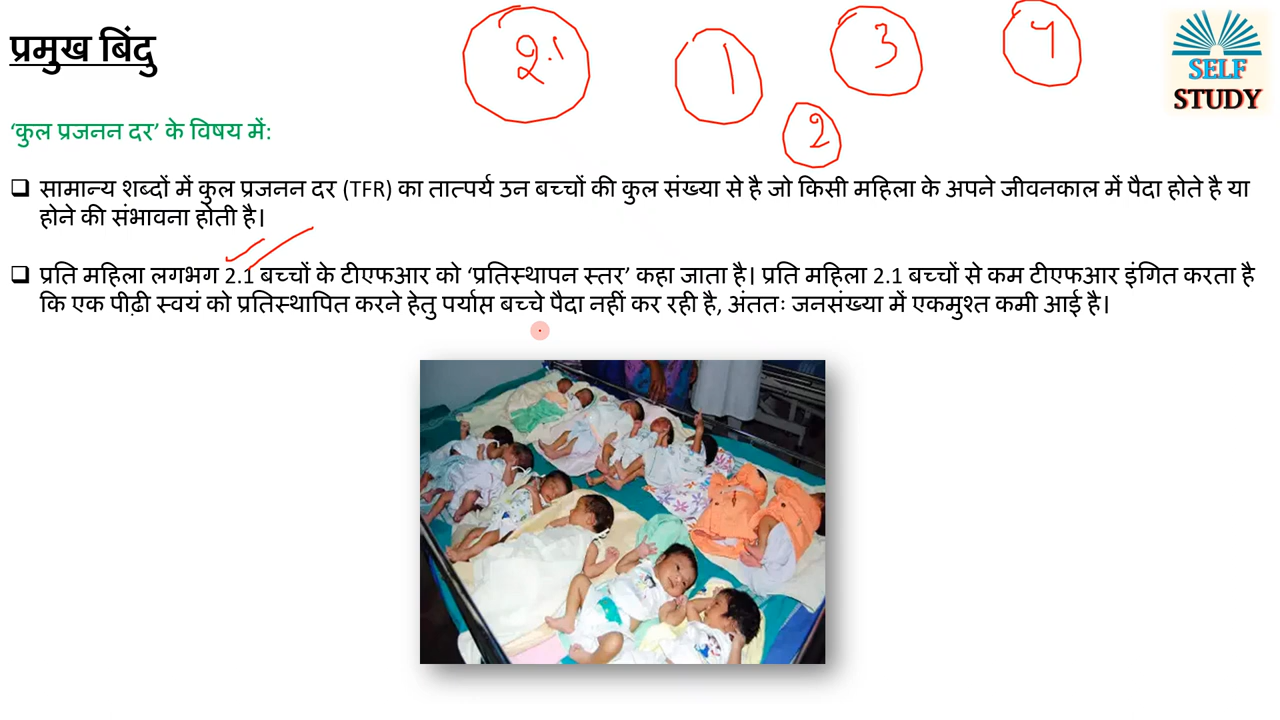 प्रमुख बिंदु
2.1
1
3
4
2
SELF
STUDY
‘कुल प्रजनन दर’ के विषय में:
❑ सामान्य शब्दों में कुल प्रजनन दर (TFR) का तात्पर्य उन बच्चों की कुल संख्या से है जो किसी महिला के अपने जीवनकाल में पैदा होते है या
होने की संभावना होती है।
❑ प्रति महिला लगभग 2.1 बच्चों के टीएफआर को ‘प्रतिस्थापन स्तर’ कहा जाता है। प्रति महिला 2.1 बच्चों से कम टीएफआर इंगित करता है
कि एक पीढ़ी स्वयं को प्रतिस्थापित करने हेतु पर्याप्त बच्चे पैदा नहीं कर रही है, अंततः जनसंख्या में एकमुश्त कमी आई है।